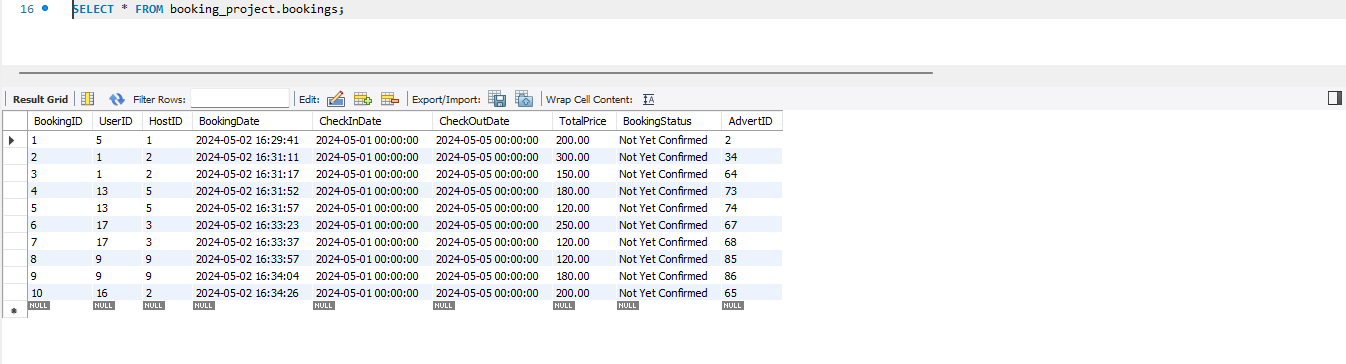 16 SELECT * FROM booking_project.bookings;
Result Grid Filter Rows: Edit: Export/Import: Wrap Cell Content: IA
BookingID UserID HostID BookingDate CheckInDate CheckOutDate TotalPrice BookingStatus AdvertID
1 5 1 2024-05-02 16:29:41 2024-05-01 00:00:00 2024-05-05 00:00:00 200.00 Not Yet Confirmed 2
2 1 2 2024-05-02 16:31:11 2024-05-01 00:00:00 2024-05-05 00:00:00 300.00 Not Yet Confirmed 34
3 1 2 2024-05-02 16:31:17 2024-05-01 00:00:00 2024-05-05 00:00:00 150.00 Not Yet Confirmed 64
4 13 5 2024-05-02 16:31:52 2024-05-01 00:00:00 2024-05-05 00:00:00 180.00 Not Yet Confirmed 73
5 13 5 2024-05-02 16:31:57 2024-05-01 00:00:00 2024-05-05 00:00:00 120.00 Not Yet Confirmed 74
6 17 3 2024-05-02 16:33:23 2024-05-01 00:00:00 2024-05-05 00:00:00 250.00 Not Yet Confirmed 67
7 17 3 2024-05-02 16:33:37 2024-05-01 00:00:00 2024-05-05 00:00:00 120.00 Not Yet Confirmed 68
8 9 9 2024-05-02 16:33:57 2024-05-01 00:00:00 2024-05-05 00:00:00 120.00 Not Yet Confirmed 85
9 9 9 2024-05-02 16:34:04 2024-05-01 00:00:00 2024-05-05 00:00:00 180.00 Not Yet Confirmed 86
10 16 2 2024-05-02 16:34:26 2024-05-01 00:00:00 2024-05-05 00:00:00 200.00 Not Yet Confirmed 65
NULL NULL NULL NULL NULL NULL NULL NULL NULL